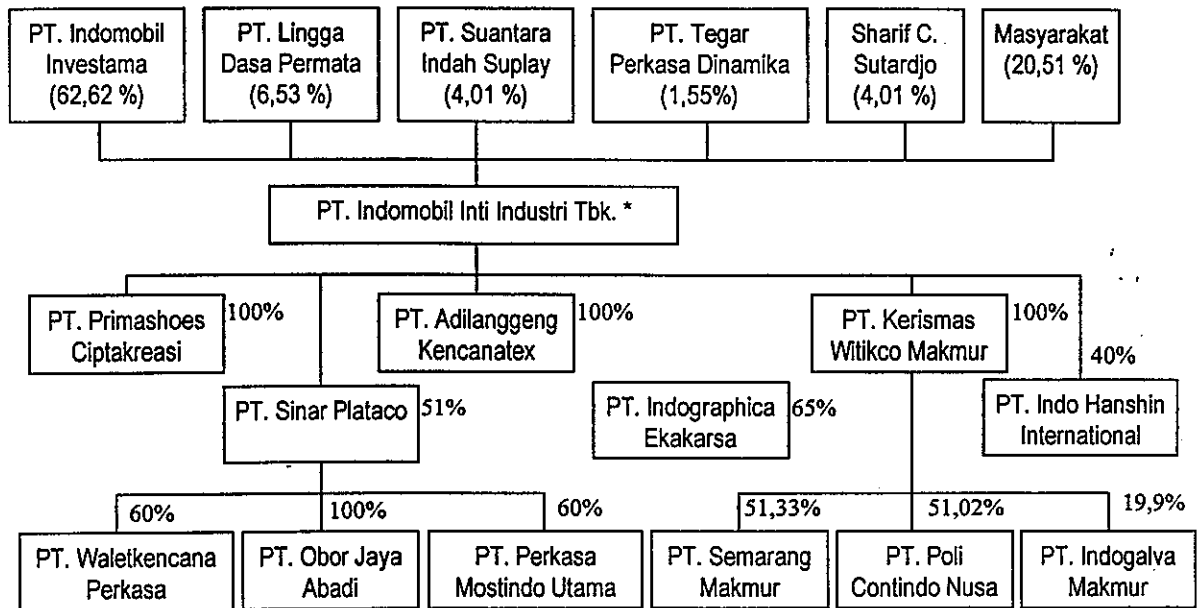 PT. Indomobil
Investama
(62,62 %)
PT. Lingga
Dasa Permata
(6,53 %)
PT. Suantara
Indah Suplay
(4,01 %)
PT. Tegar
Perkasa Dinamika
(1,55%)
Sharif C.
Sutardjo
(4,01 %)
Masyarakat
(20,51 %)
PT. Indomobil Inti Industri Tbk. *
PT. Primashoes
Ciptakreasi
100%
PT. Adilanggeng
Kencanatex
100%
PT. Kerismas
Witikco Makmur
100%
40%
PT. Sinar Plataco
51%
PT. Indographica
Ekakarsa
65%
PT. Indo Hanshin
International
60%
100%
60%
51,33%
51,02%
19,9%
PT. Waletkencana
Perkasa
PT. Obor Jaya
Abadi
PT. Perkasa
Mostindo Utama
PT. Semarang
Makmur
PT. Poli
Contindo Nusa
PT. Indogalva
Makmur